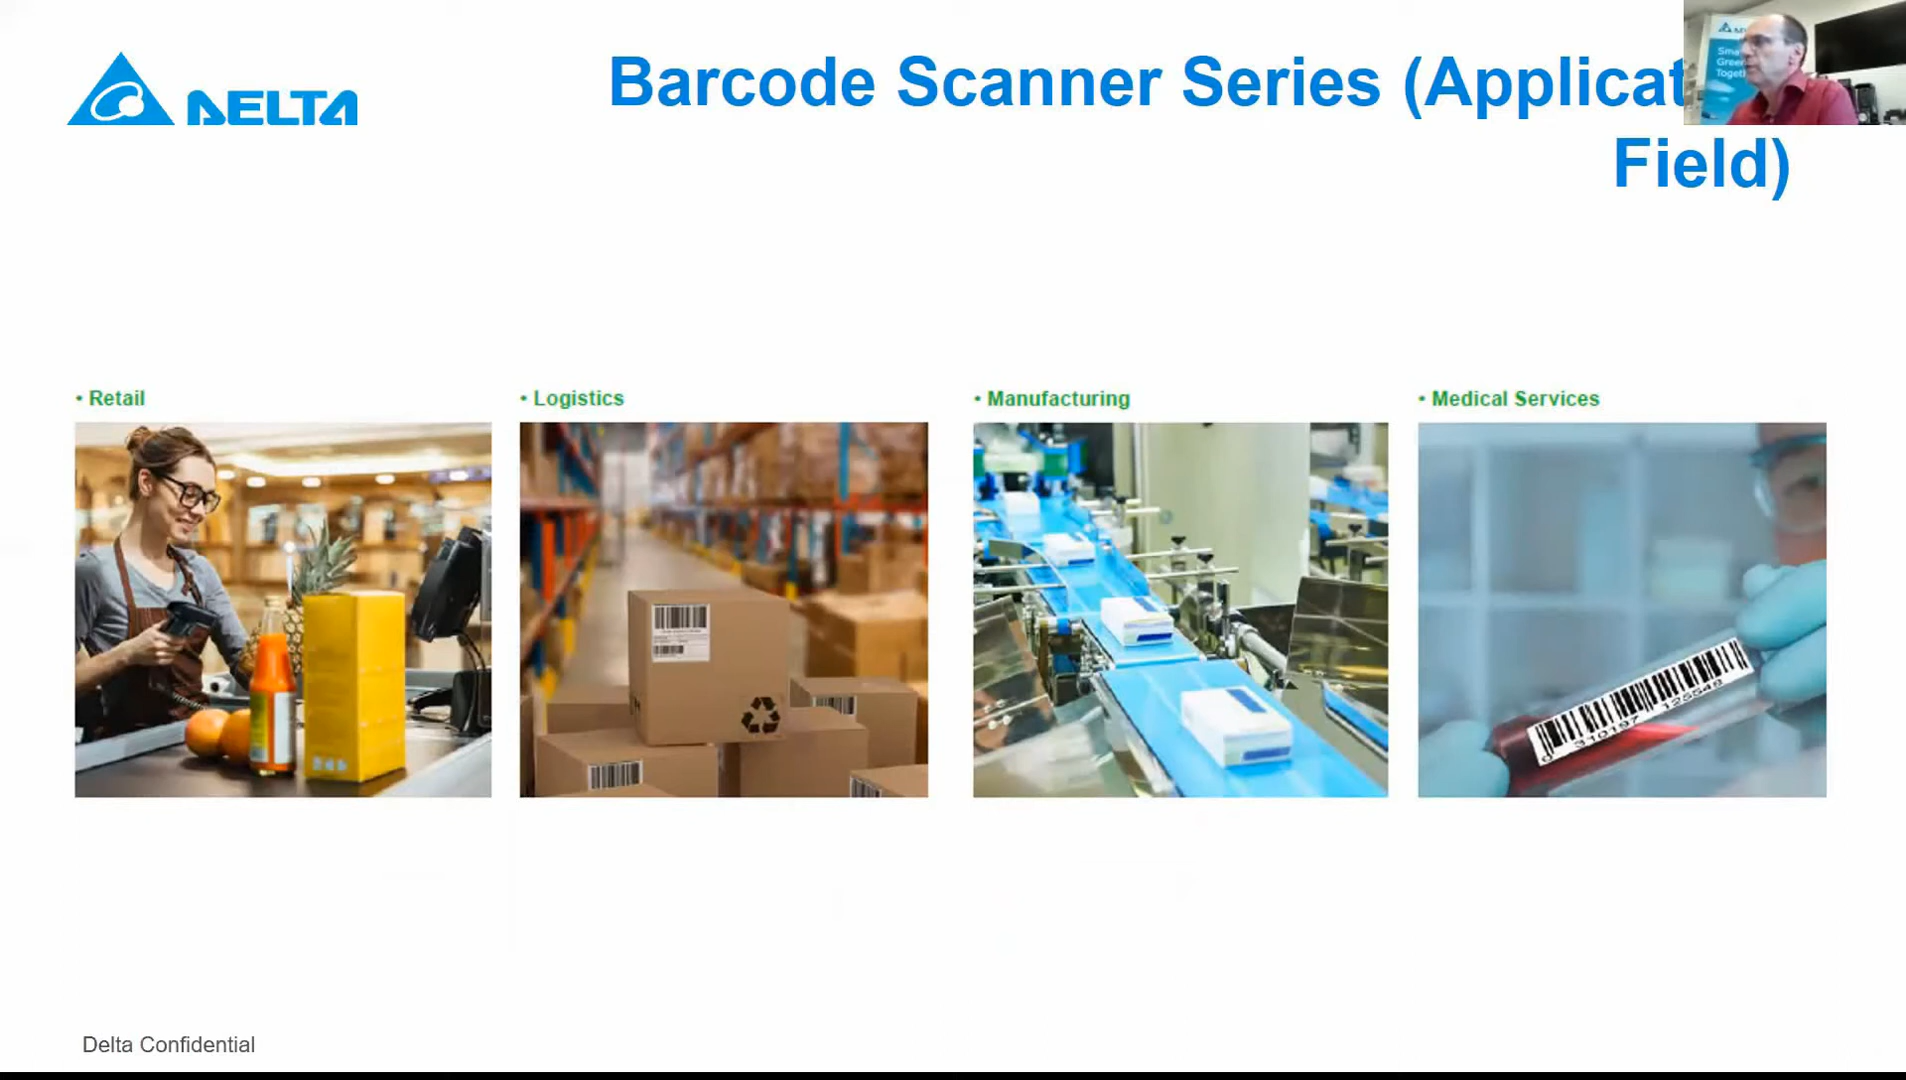 DELTA
Barcode Scanner Series (Applicat
Field)
• Retail
• Logistics
• Manufacturing
• Medical Services
Delta Confidential